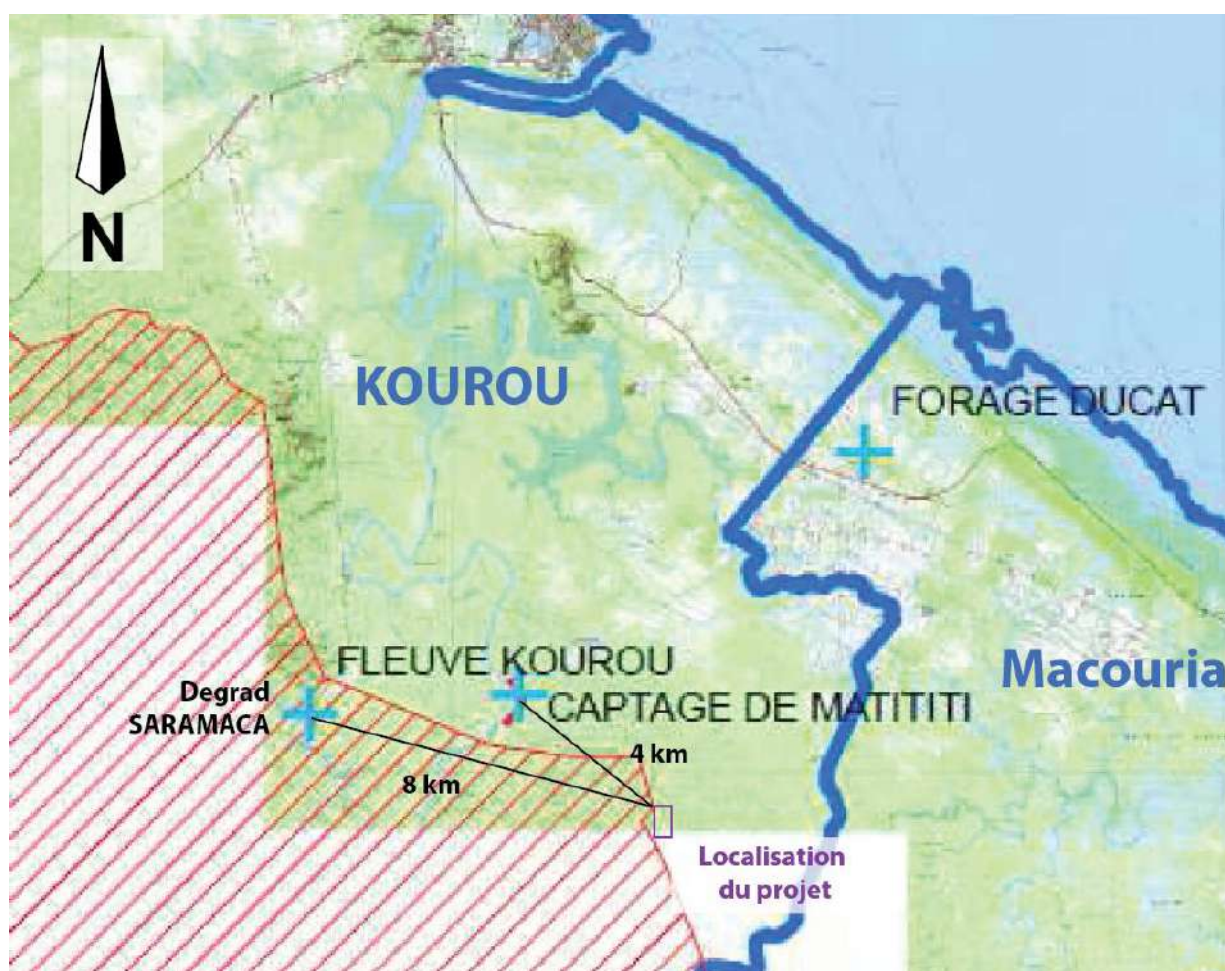 N
KOUROU
FORAGE DUCAT
FLEUVE KOUROU
Degrad
SARAMACA
CAPTAGE DE MATITITI
Macouria
4 km
8 km
Localisation
du projet